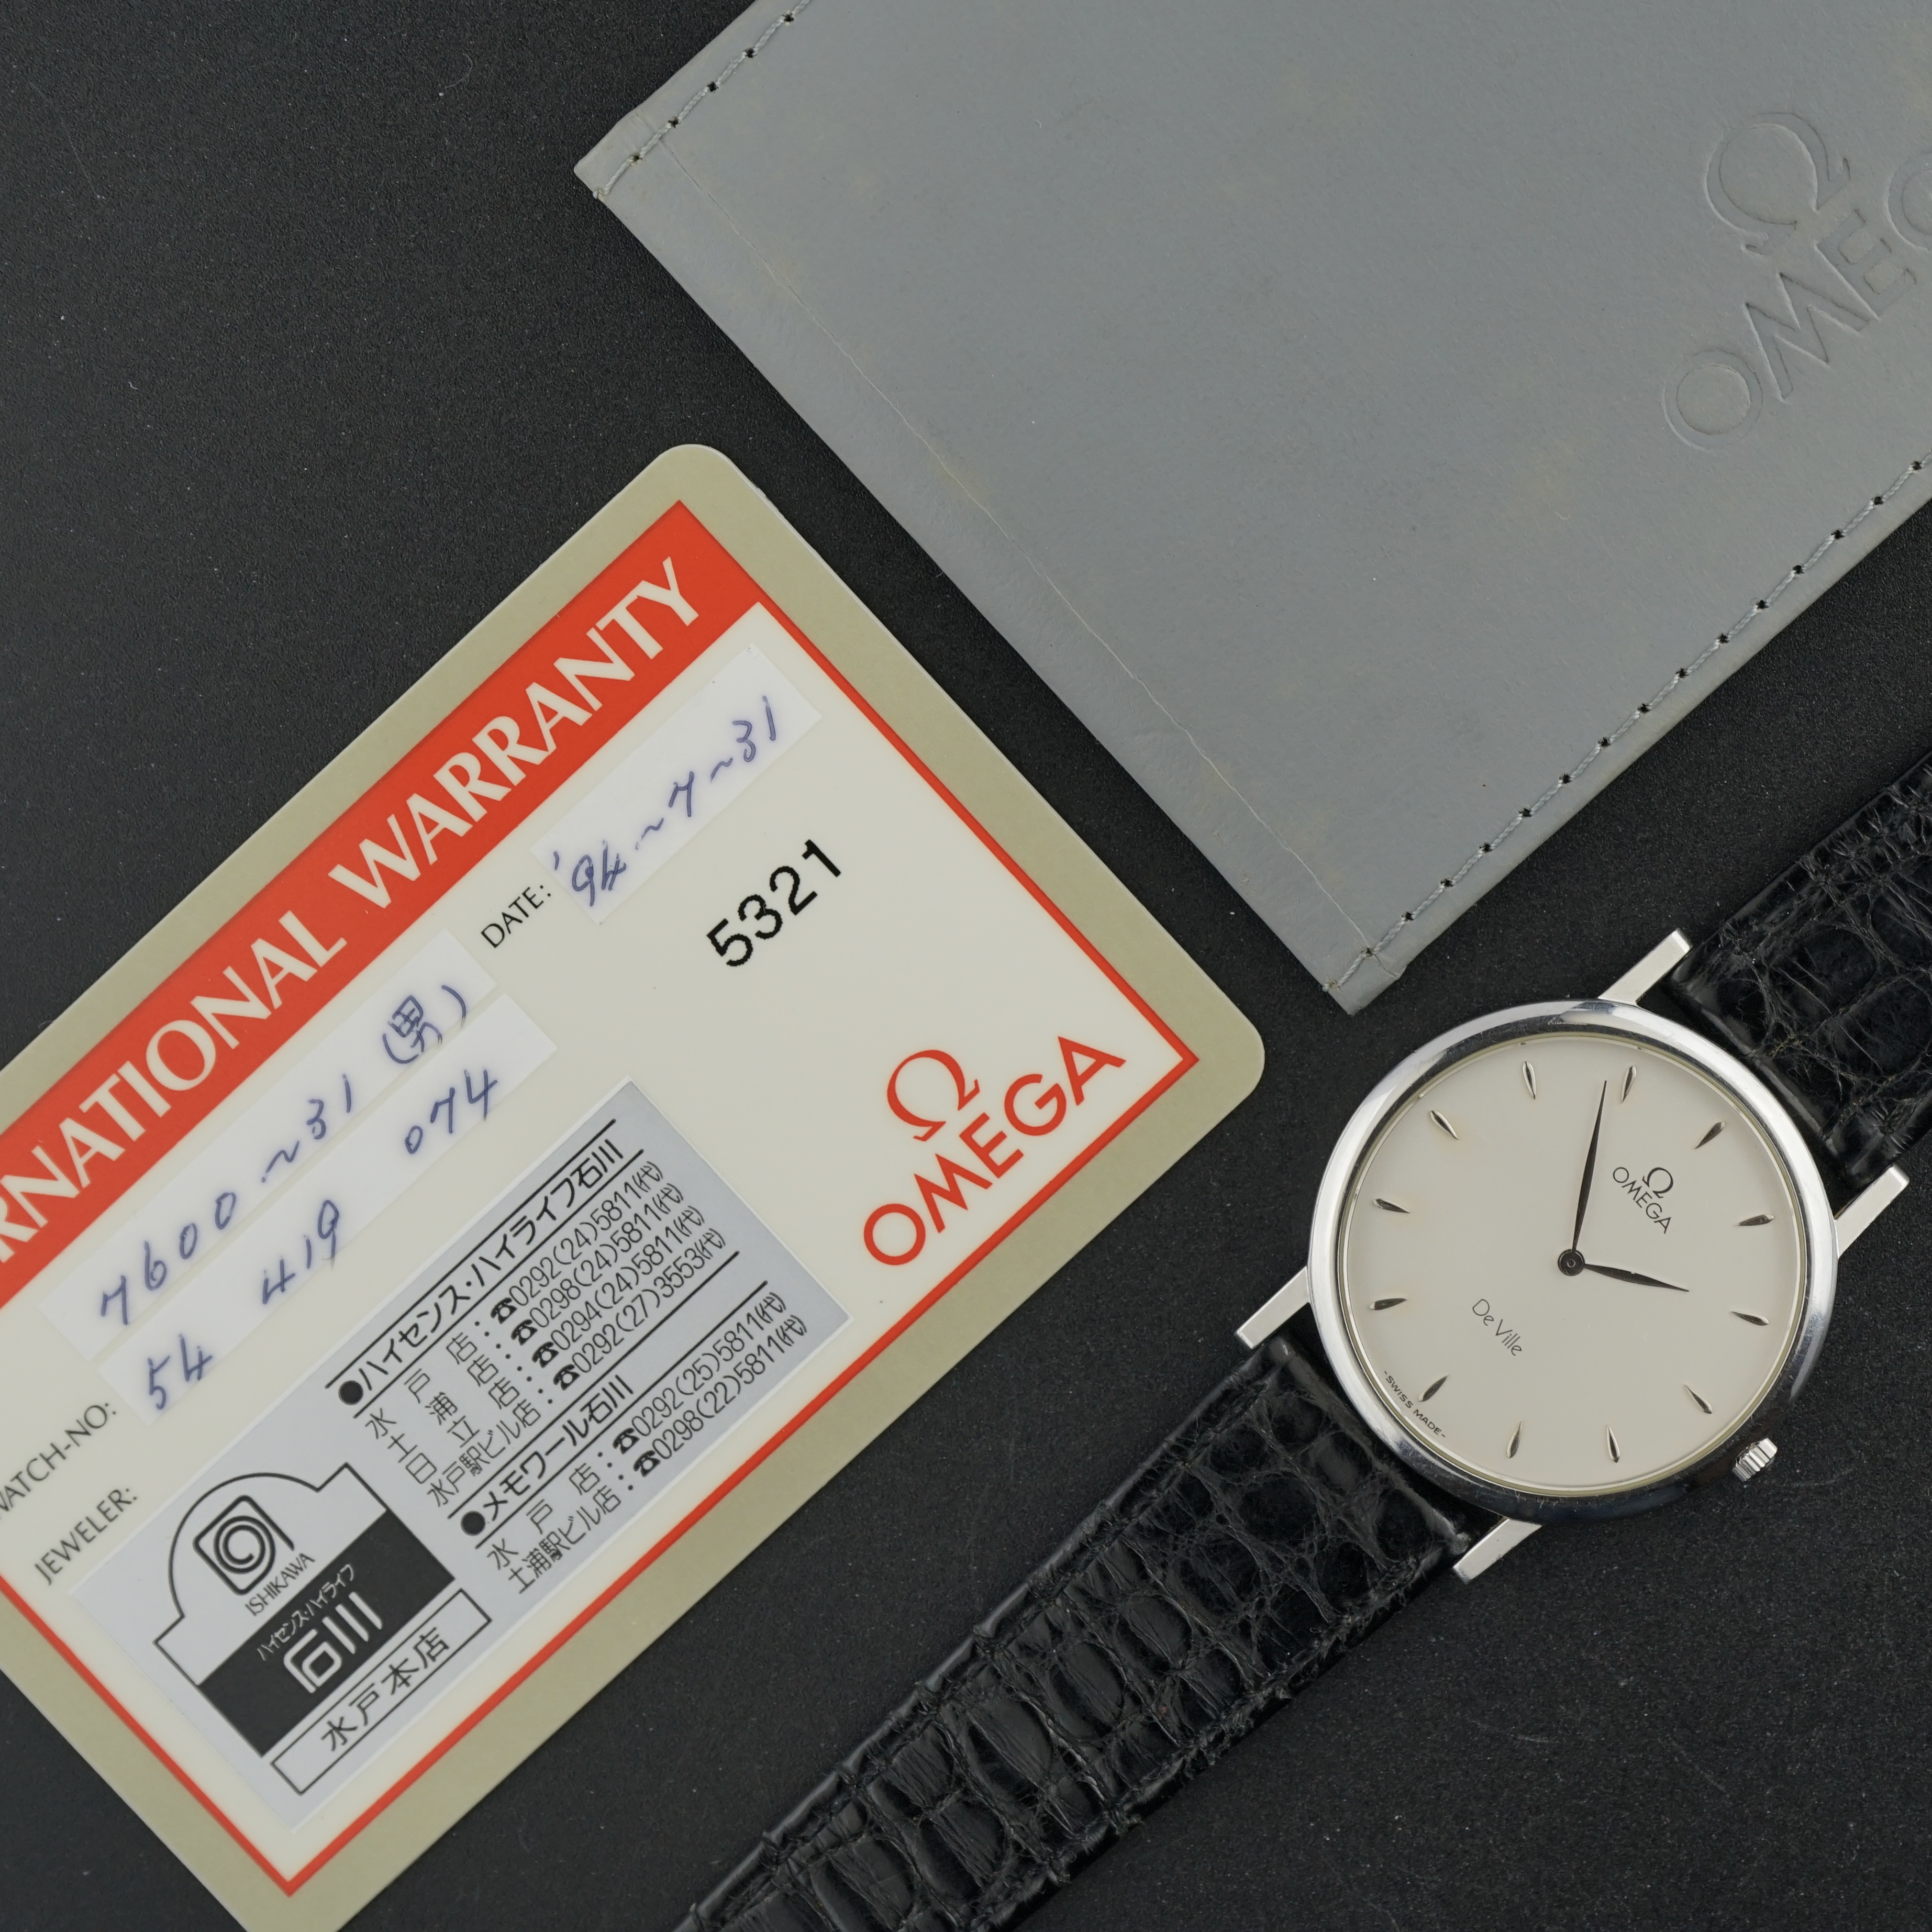 Ω
OMEG
RNATIONAL WARRANTY
7600~31 (男)
DATE: '94~7~31
WATCH-NO: 54 419 074
5321
JEWELER:
ISHIKAWA
ハイセンス・ハイライフ
石川
水戸本店
●ハイセンス・ハイライフ石川
水戸店:☎0292(24)5811㈹
土浦店:☎0298(24)5811㈹
日立店:☎0294(24)5811㈹
水戸駅ビル店:☎0292(27)3553㈹
●メモワール石川
水戸店:☎0292(25)5811㈹
土浦駅ビル店:☎0298(22)5811㈹
Ω
OMEGA
Ω
OMEGA
De Ville
-SWISS MADE-